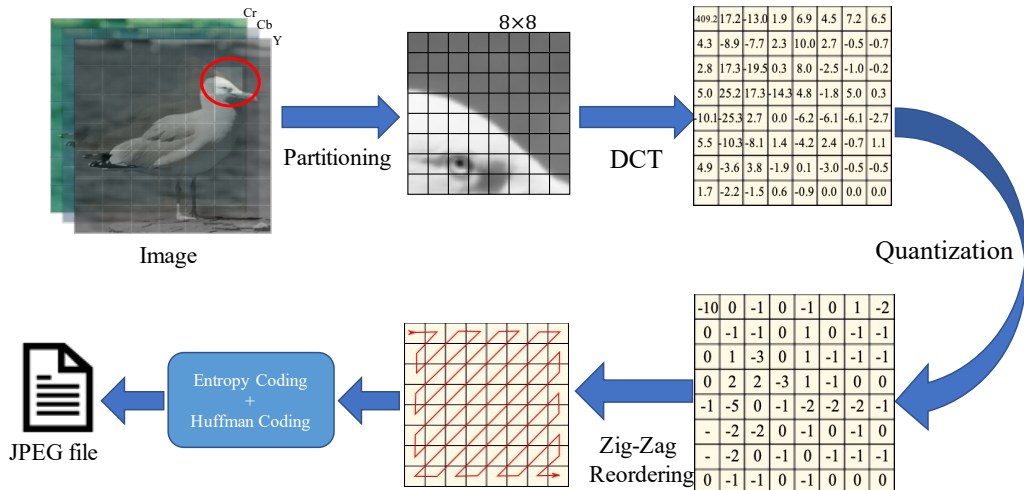 Cr
Cb
Y
Image
Partitioning
8×8
DCT
-409.2 17.2 -13.0 1.9 6.9 4.5 7.2 6.5
4.3 -8.9 -7.7 2.3 10.0 2.7 -0.5 -0.7
2.8 17.3 -19.5 0.3 8.0 -2.5 -1.0 -0.2
5.0 25.2 17.3 -14.3 4.8 -1.8 5.0 0.3
-10.1 -25.3 2.7 0.0 -6.2 -6.1 -6.1 -2.7
5.5 -10.3 -8.1 1.4 -4.2 2.4 -0.7 1.1
4.9 -3.6 3.8 -1.9 0.1 -3.0 -0.5 -0.5
1.7 -2.2 -1.5 0.6 -0.9 0.0 0.0 0.0
Quantization
-10 0 -1 0 -1 0 1 -2
0 -1 -1 0 1 0 -1 -1
0 1 -3 0 1 -1 -1 -1
0 2 2 -3 1 -1 0 0
-1 -5 0 -1 -2 -2 -2 -1
- -2 -2 0 -1 0 -1 0
- -2 0 -1 0 -1 -1 -1
0 -1 -1 0 -1 0 0 0
Zig-Zag
Reordering
Entropy Coding
+
Huffman Coding
JPEG file